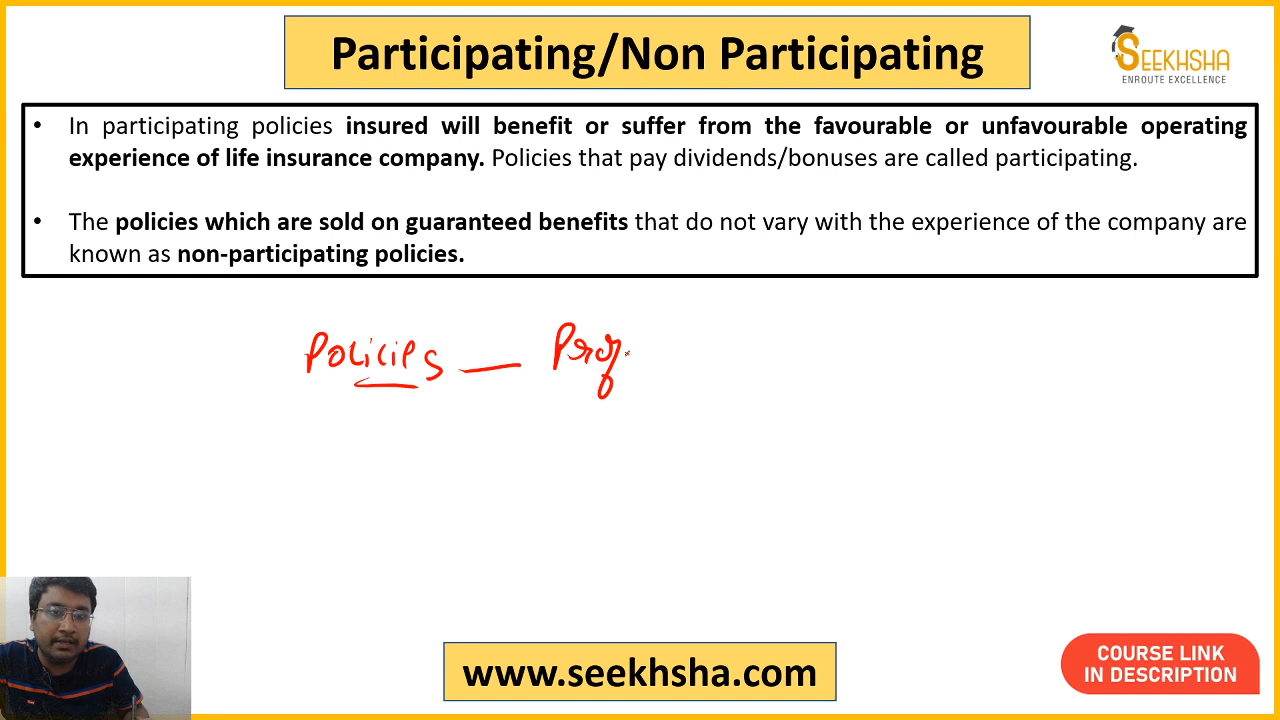 Participating/Non Participating
SEEKHSHA
ENROUTE EXCELLENCE
• In participating policies insured will benefit or suffer from the favourable or unfavourable operating
experience of life insurance company. Policies that pay dividends/bonuses are called participating.
• The policies which are sold on guaranteed benefits that do not vary with the experience of the company are
known as non-participating policies.
Policies — Prof
www.seekhsha.com
COURSE LINK
IN DESCRIPTION